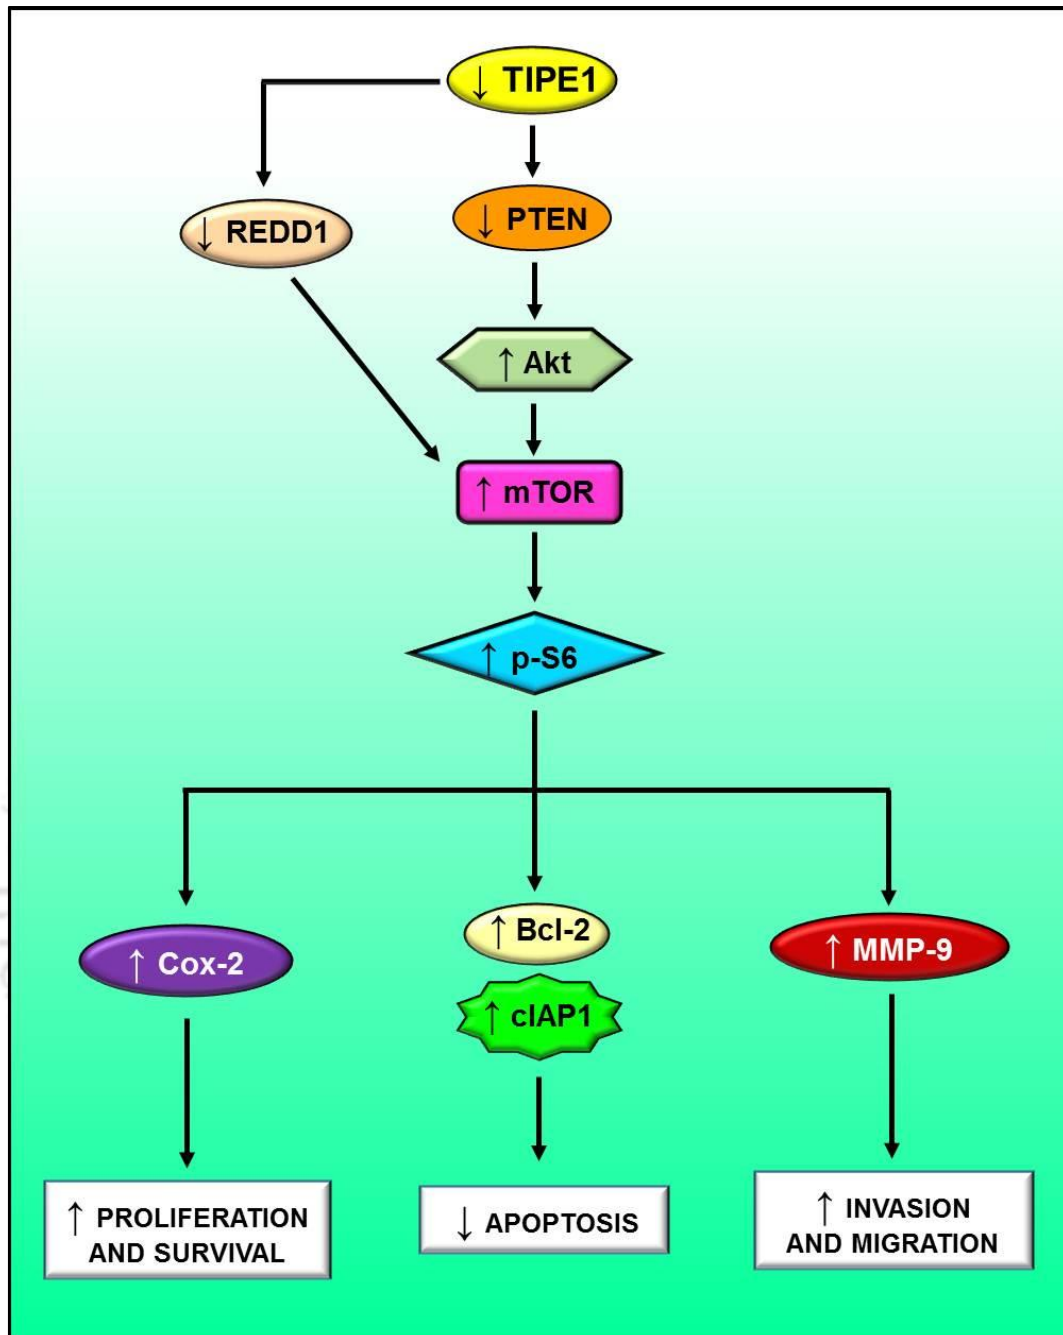 ↓ TIPE1
↓ REDD1
↓ PTEN
↑ Akt
↑ mTOR
↑ p-S6
↑ Cox-2
↑ Bcl-2
↑ cIAP1
↑ MMP-9
↑ PROLIFERATION
AND SURVIVAL
↓ APOPTOSIS
↑ INVASION
AND MIGRATION